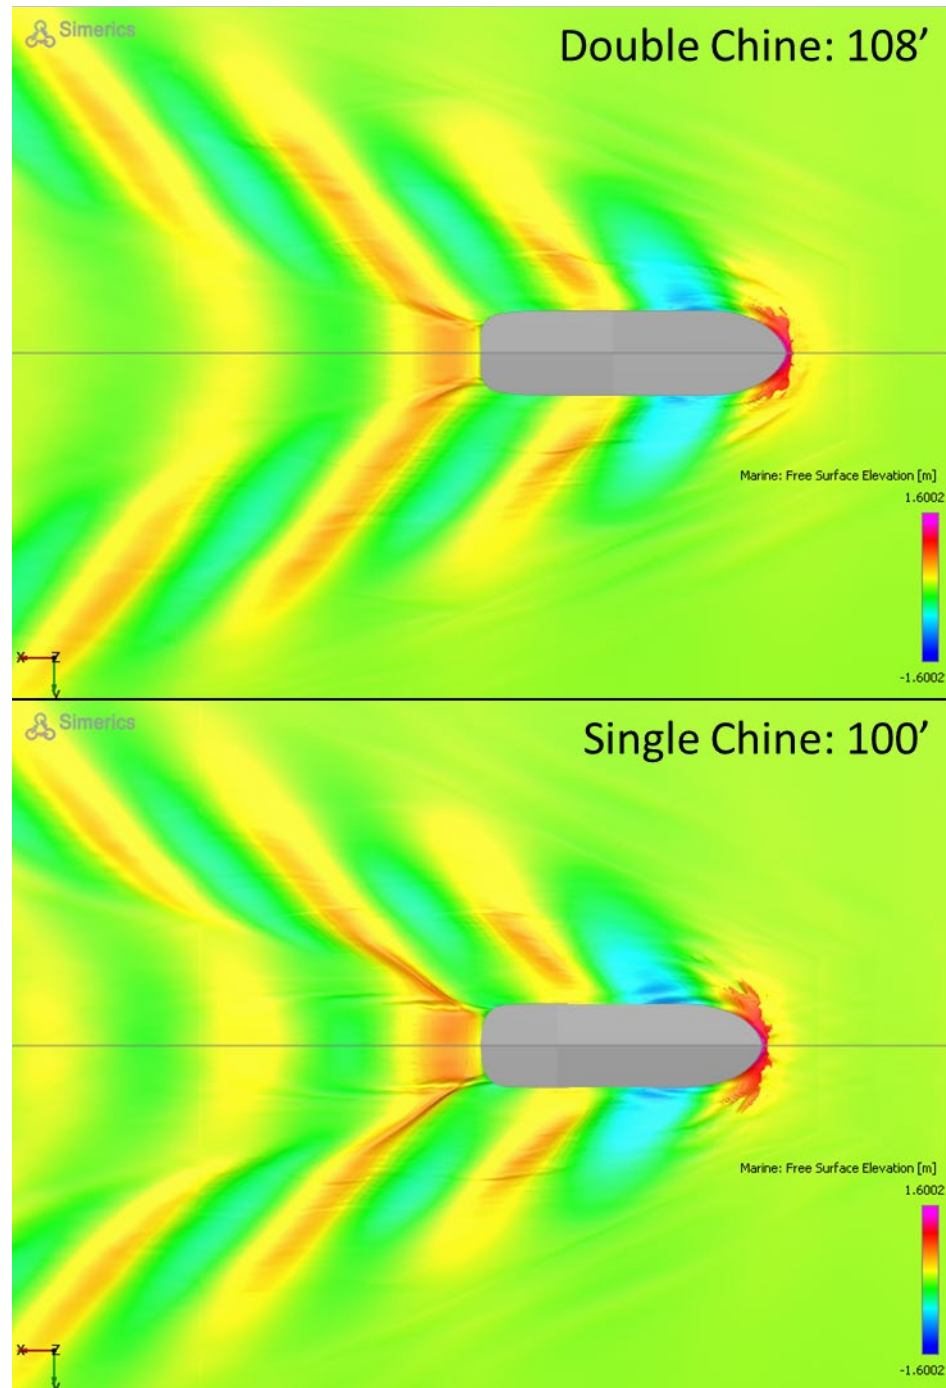 Simerics
Double Chine: 108’
Marine: Free Surface Elevation [m]
1.6002
-1.6002
X
Z
Y
Simerics
Single Chine: 100’
Marine: Free Surface Elevation [m]
1.6002
-1.6002
X
Z
Y